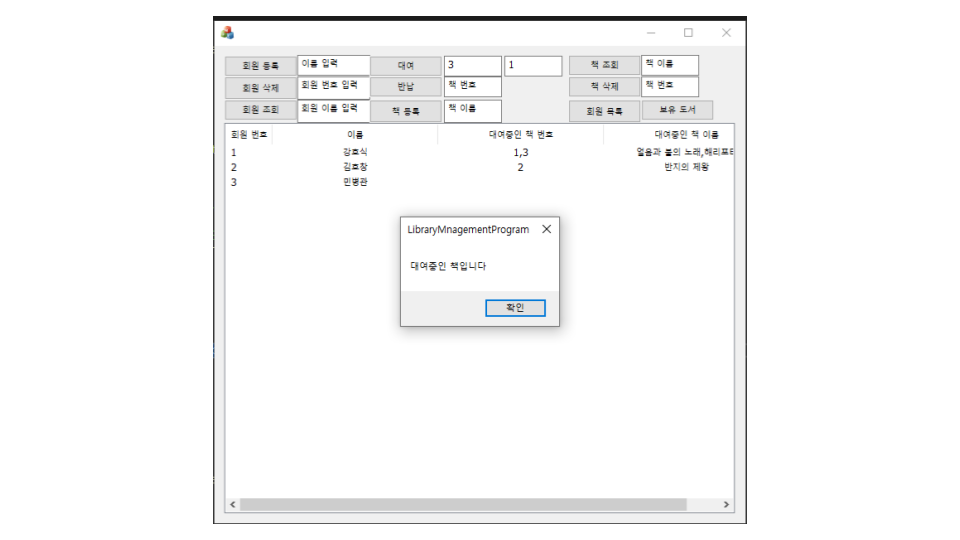 회원 등록 이름 입력 대여 3 1 책 조회 책 이름
회원 삭제 회원 번호 입력 반납 책 번호 책 삭제 책 번호
회원 조회 회원 이름 입력 책 등록 책 이름 회원 목록 보유 도서
회원 번호 이름 대여중인 책 번호 대여중인 책 이름
1 강호식 1,3 얼음과 불의 노래,해리포터
2 김효창 2 반지의 제왕
3 민병관
LibraryMnagementProgram
대여중인 책입니다
확인